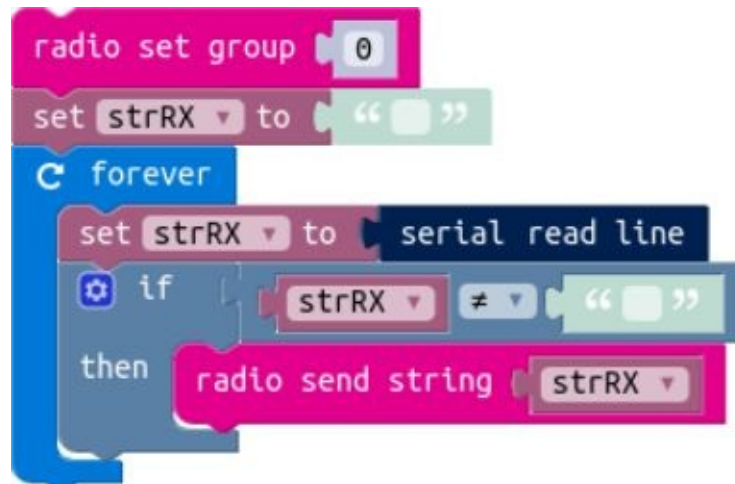 radio set group 0
set strRX ▾ to “ ”
forever
set strRX ▾ to serial read line
if strRX ▾ ≠ ▾ “ ”
then radio send string strRX ▾